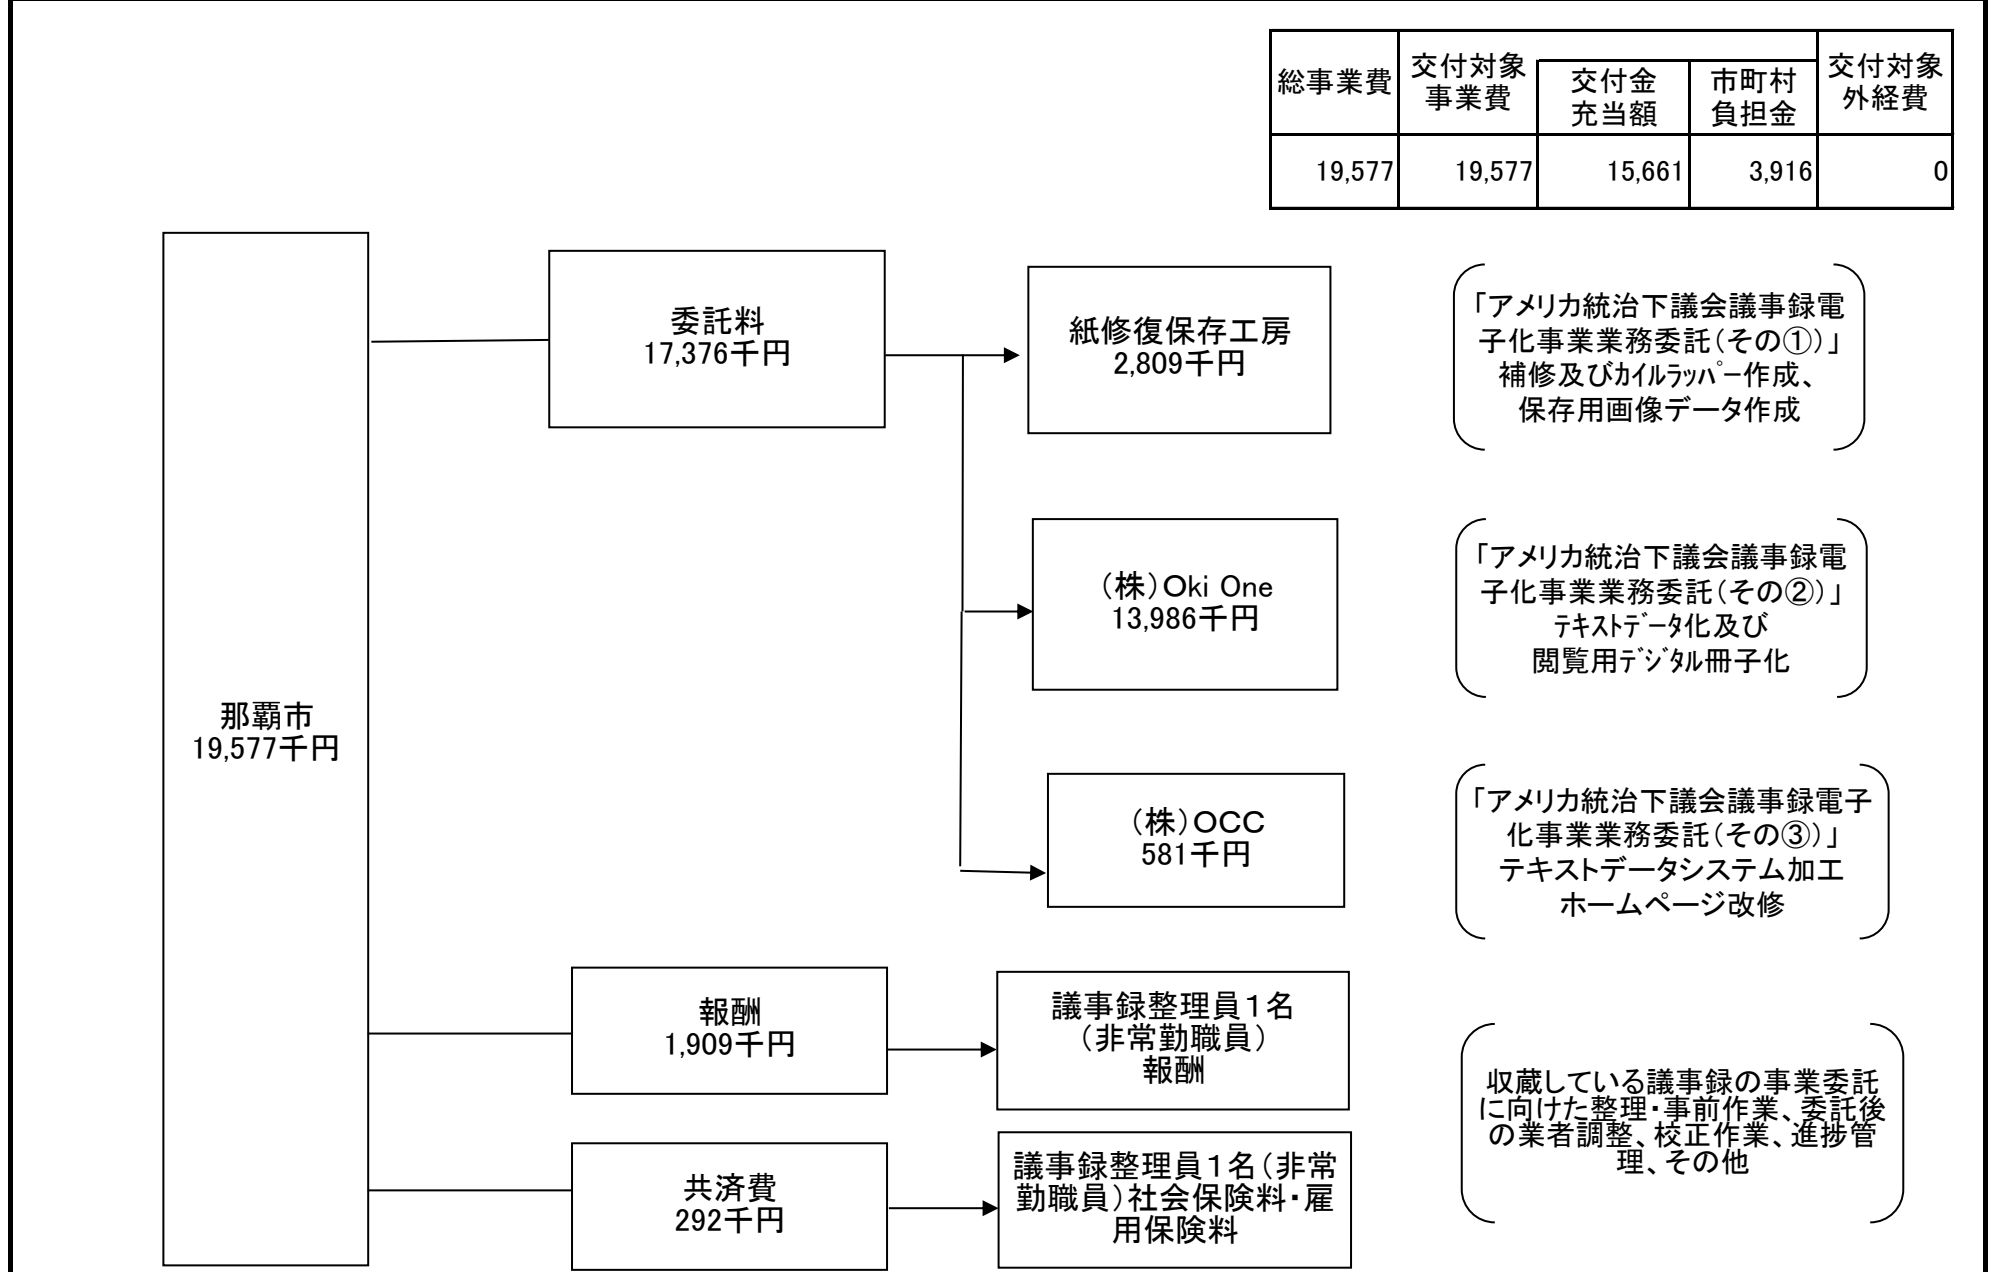 総事業費
交付対象
事業費
交付金
充当額
市町村
負担金
交付対象
外経費
19,577
19,577
15,661
3,916
0
那覇市
19,577千円
委託料
17,376千円
紙修復保存工房
2,809千円
「アメリカ統治下議会議事録電
子化事業業務委託(その①)」
補修及びｶｲﾙﾗｯﾊﾟｰ作成、
保存用画像データ作成
(株)Oki One
13,986千円
「アメリカ統治下議会議事録電
子化事業業務委託(その②)」
ﾃｷｽﾄﾃﾞｰﾀ化及び
閲覧用ﾃﾞｼﾞﾀﾙ冊子化
(株)OCC
581千円
「アメリカ統治下議会議事録電子
化事業業務委託(その③)」
テキストデータシステム加工
ホームページ改修
報酬
1,909千円
議事録整理員１名
(非常勤職員)
報酬
共済費
292千円
議事録整理員１名(非常
勤職員)社会保険料・雇
用保険料
収蔵している議事録の事業委託
に向けた整理・事前作業、委託後
の業者調整、校正作業、進捗管
理、その他